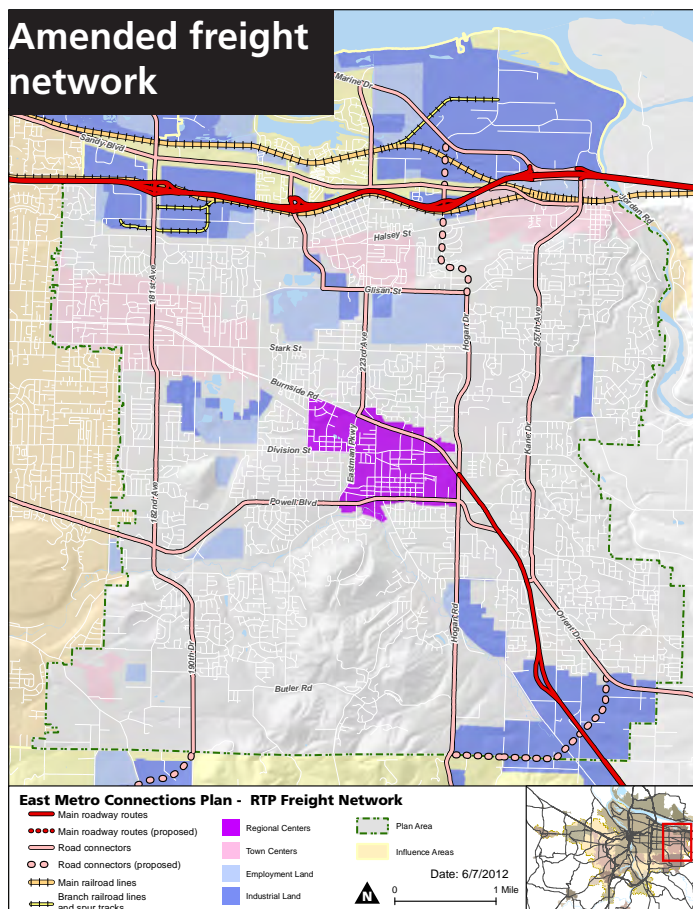 Amended freight
network
Marine Dr
Sandy Blvd
Jorden Rd
Halsey St
181st Ave
Glisan St
Hogart Dr
257th Ave
223rd Ave
Stark St
Burnside Rd
Kane Dr
Eastman Pkwy
Division St
182nd Ave
Powell Blvd
Hogart Rd
Orient Dr
190th Dr
Butler Rd
East Metro Connections Plan - RTP Freight Network
Main roadway routes
Main roadway routes (proposed)
Road connectors
Road connectors (proposed)
Main railroad lines
Branch railroad lines
and spur tracks
Regional Centers
Town Centers
Employment Land
Industrial Land
Plan Area
Influence Areas
Date: 6/7/2012
N
0 1 Mile